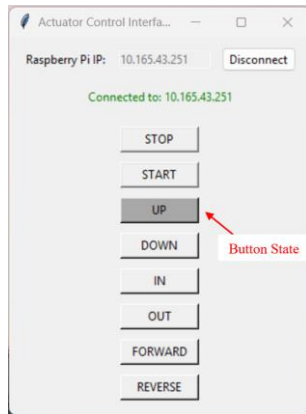 Actuator Control Interfa...
Raspberry Pi IP: 10.165.43.251 Disconnect
Connected to: 10.165.43.251
STOP
START
UP
DOWN
Button State
IN
OUT
FORWARD
REVERSE